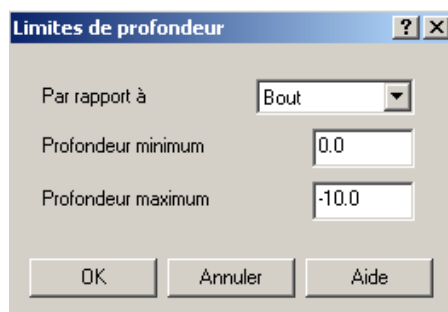 Limites de profondeur
Par rapport à Bout
Profondeur minimum 0.0
Profondeur maximum -10.0
OK Annuler Aide